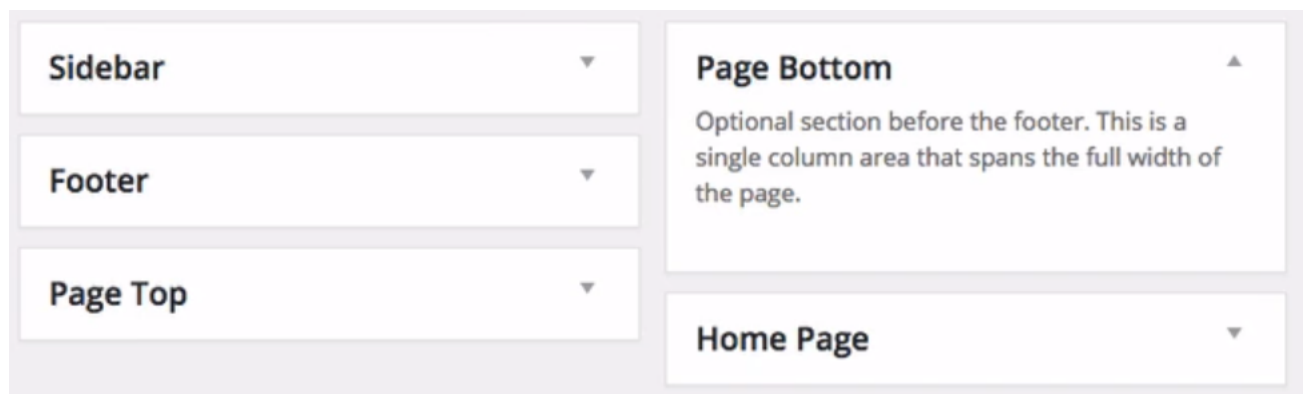 Sidebar
Footer
Page Top
Page Bottom
Optional section before the footer. This is a
single column area that spans the full width of
the page.
Home Page